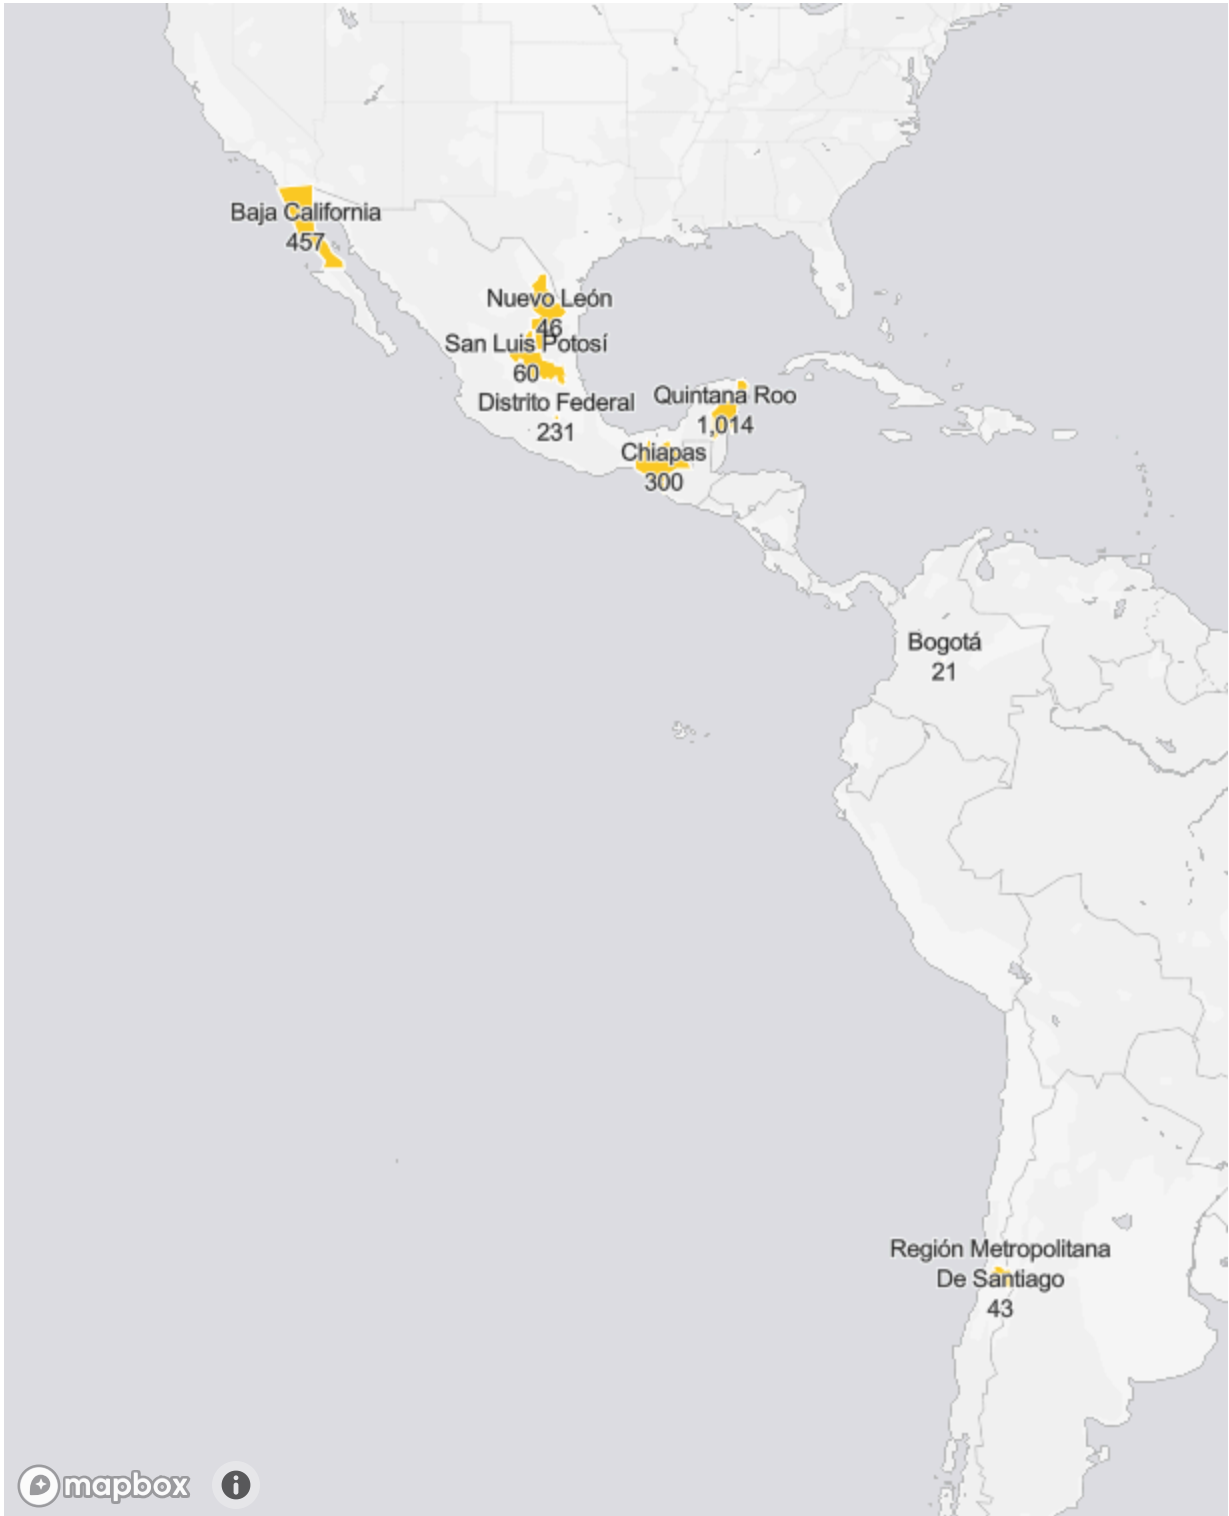 Baja California
457
Nuevo León
46
San Luis Potosí
60
Distrito Federal
231
Quintana Roo
1,014
Chiapas
300
Bogotá
21
Región Metropolitana
De Santiago
43
mapbox
i